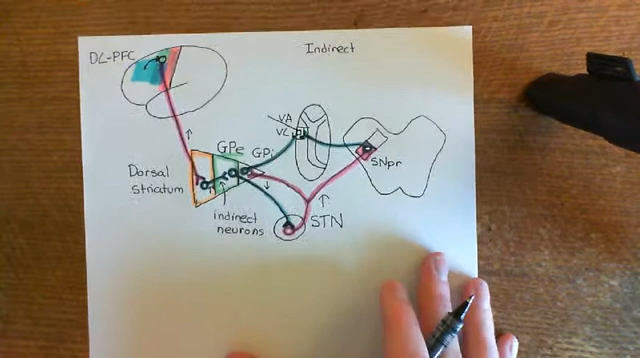 DL-PFC
Indirect
VA
VL
GPe
GPi
SNpr
Dorsal
Striatum
indirect
neurons
STN